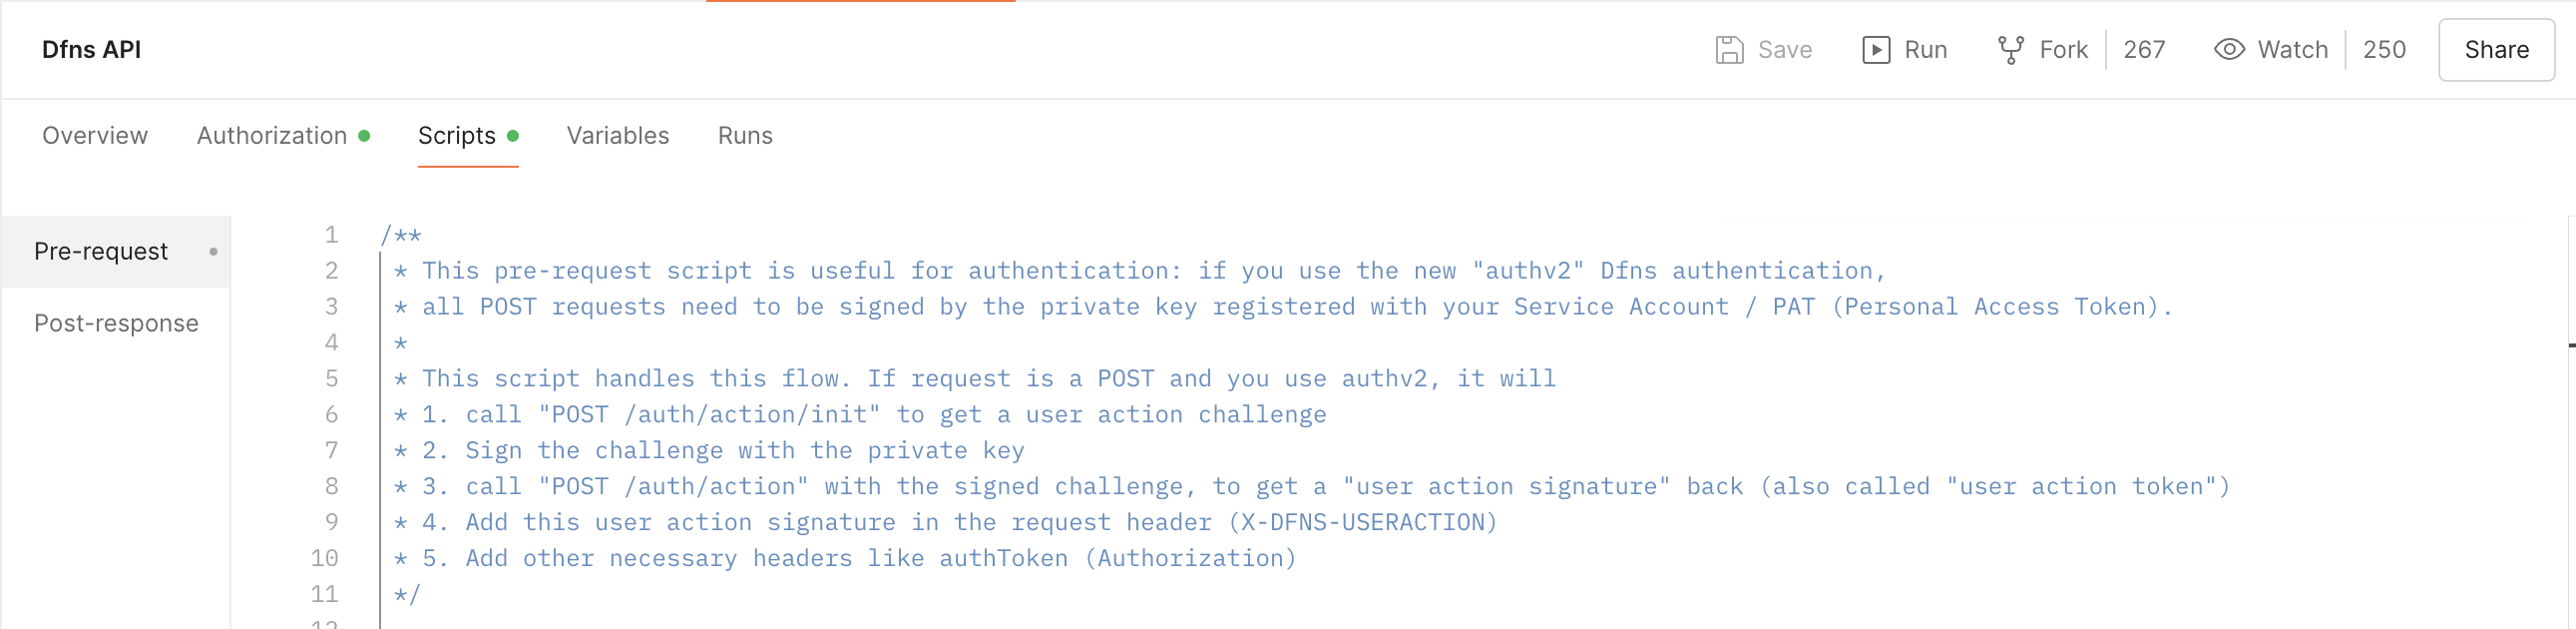 Dfns API
Save Run Fork 267 Watch 250 Share
Overview Authorization Scripts Variables Runs
Pre-request
Post-response
1 /**
2 * This pre-request script is useful for authentication: if you use the new "authv2" Dfns authentication,
3 * all POST requests need to be signed by the private key registered with your Service Account / PAT (Personal Access Token).
4 *
5 * This script handles this flow. If request is a POST and you use authv2, it will
6 * 1. call "POST /auth/action/init" to get a user action challenge
7 * 2. Sign the challenge with the private key
8 * 3. call "POST /auth/action" with the signed challenge, to get a "user action signature" back (also called "user action token")
9 * 4. Add this user action signature in the request header (X-DFNS-USERACTION)
10 * 5. Add other necessary headers like authToken (Authorization)
11 */
12